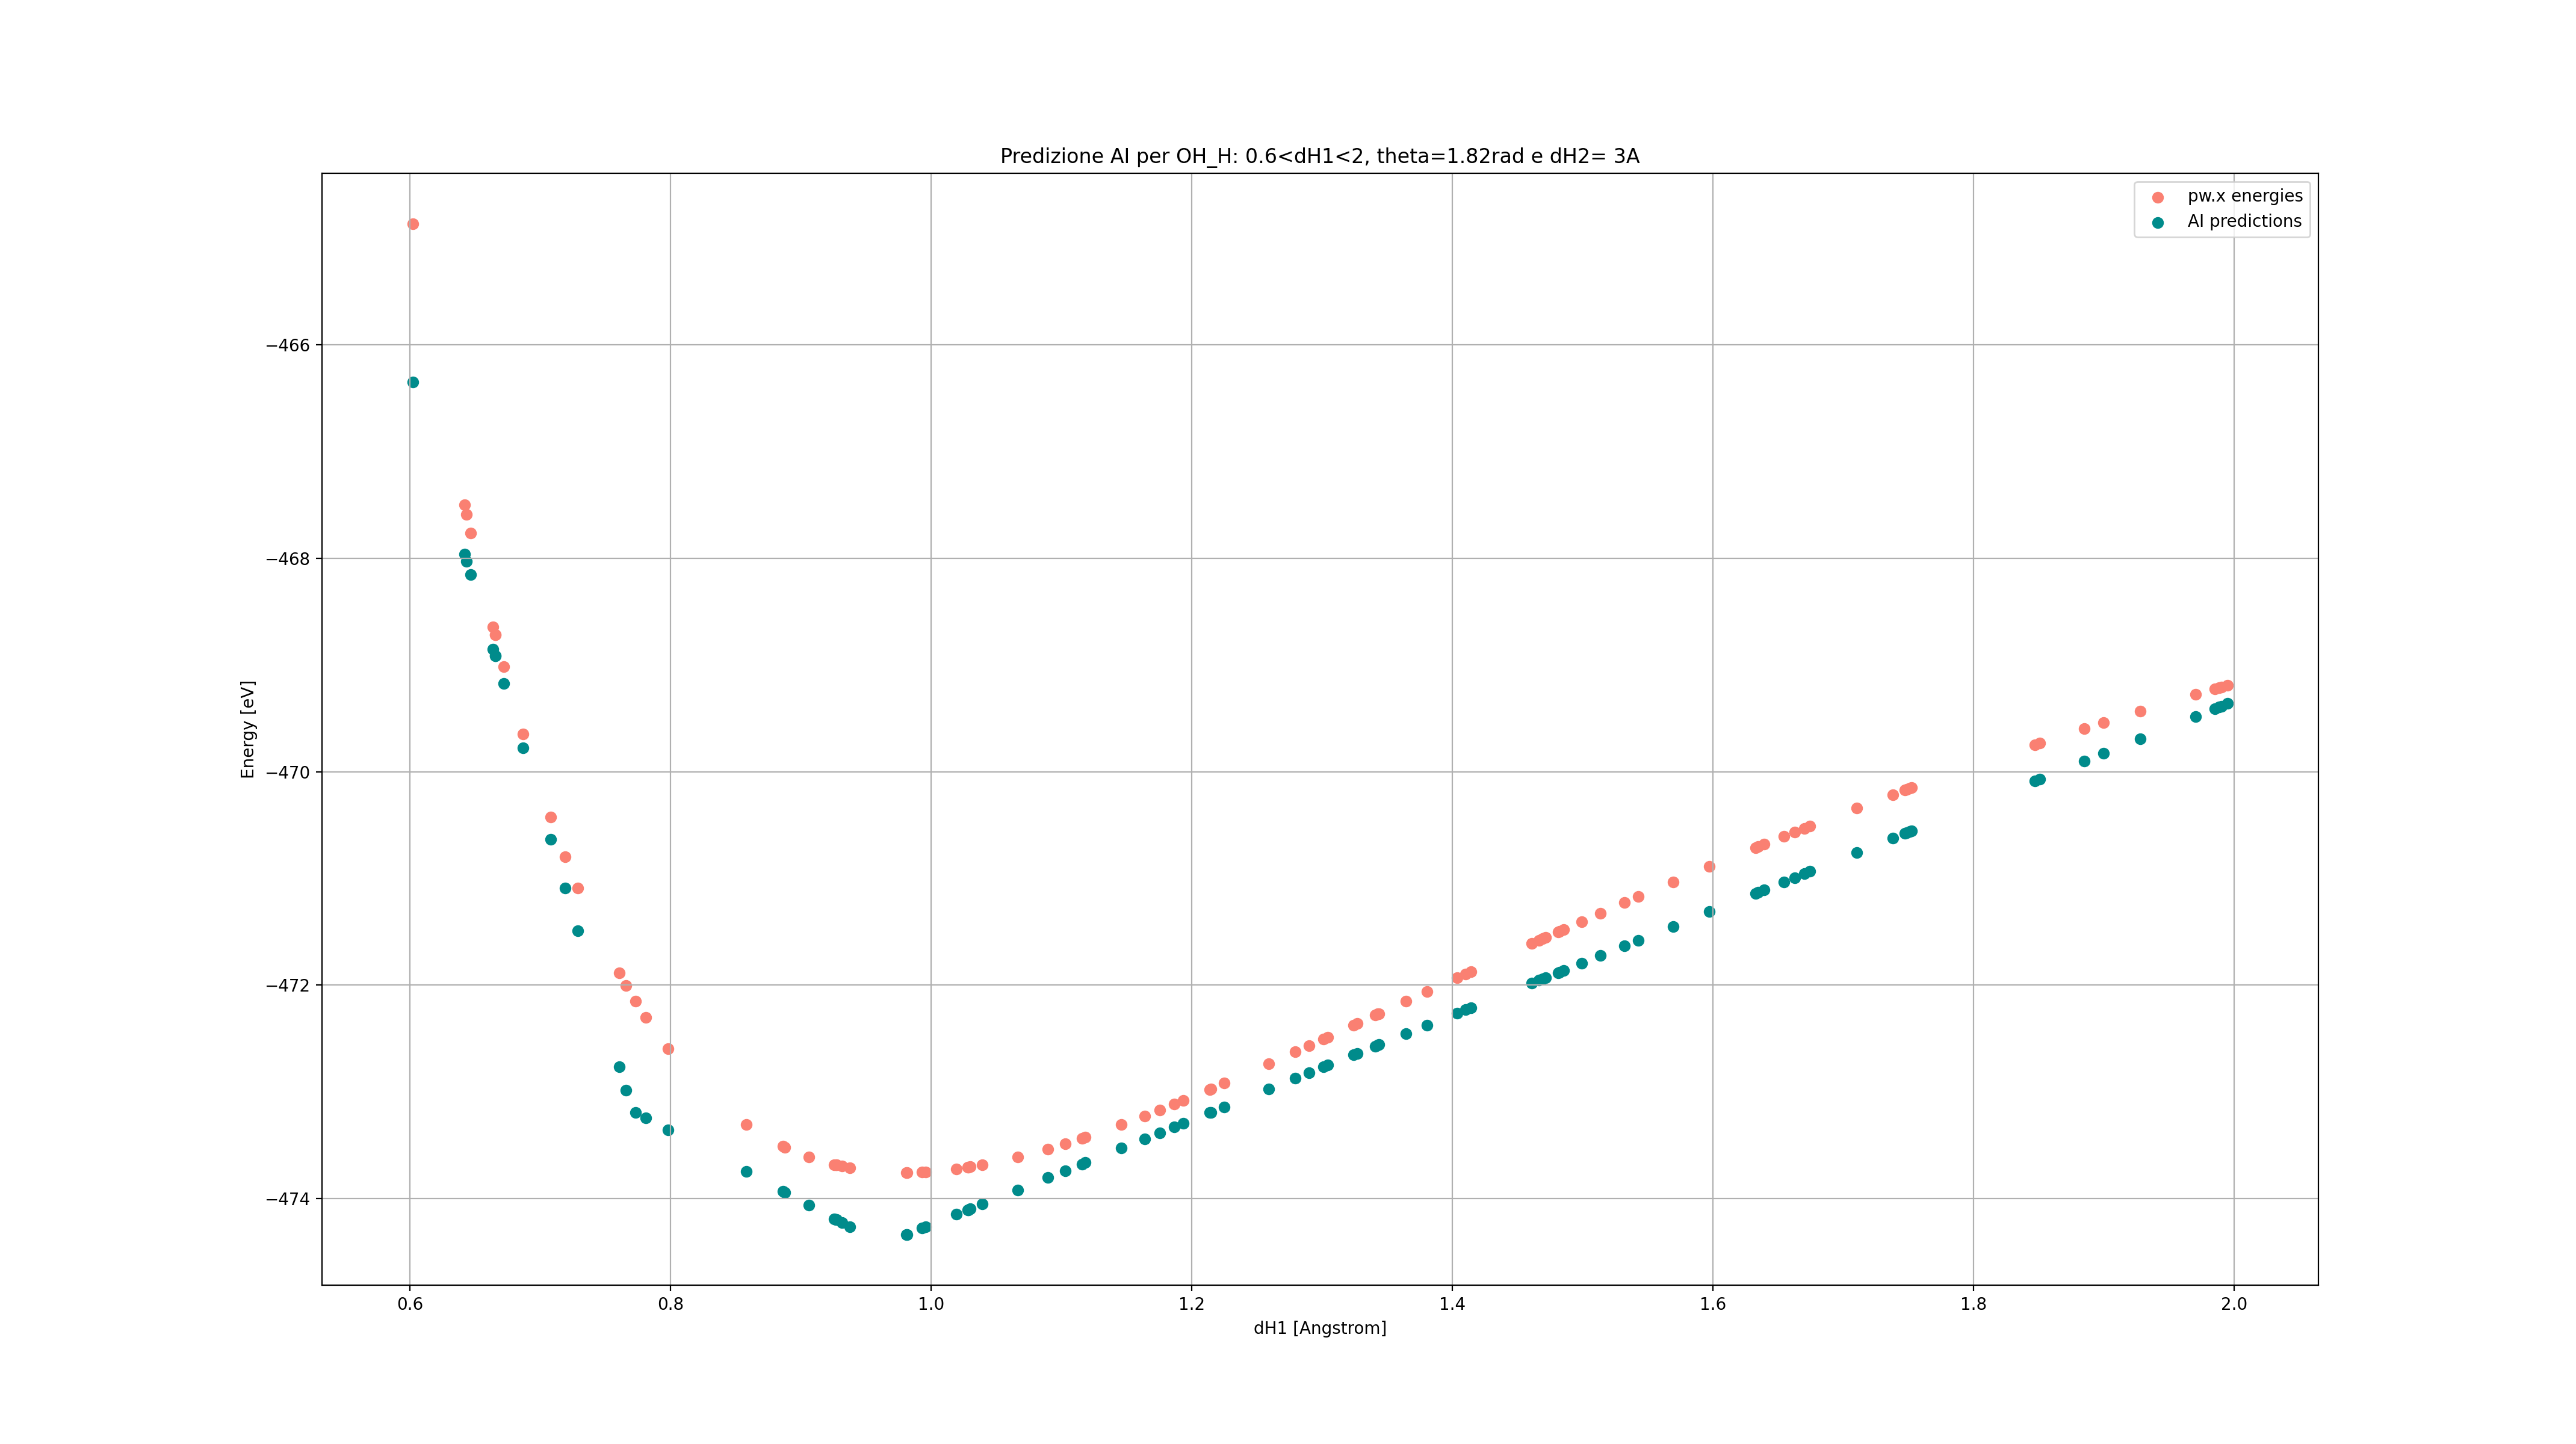 Predizione AI per OH_H: 0.6<dH1<2, theta=1.82rad e dH2= 3A
pw.x energies
AI predictions
Energy [eV]
−466
−468
−470
−472
−474
0.6 0.8 1.0 1.2 1.4 1.6 1.8 2.0
dH1 [Angstrom]